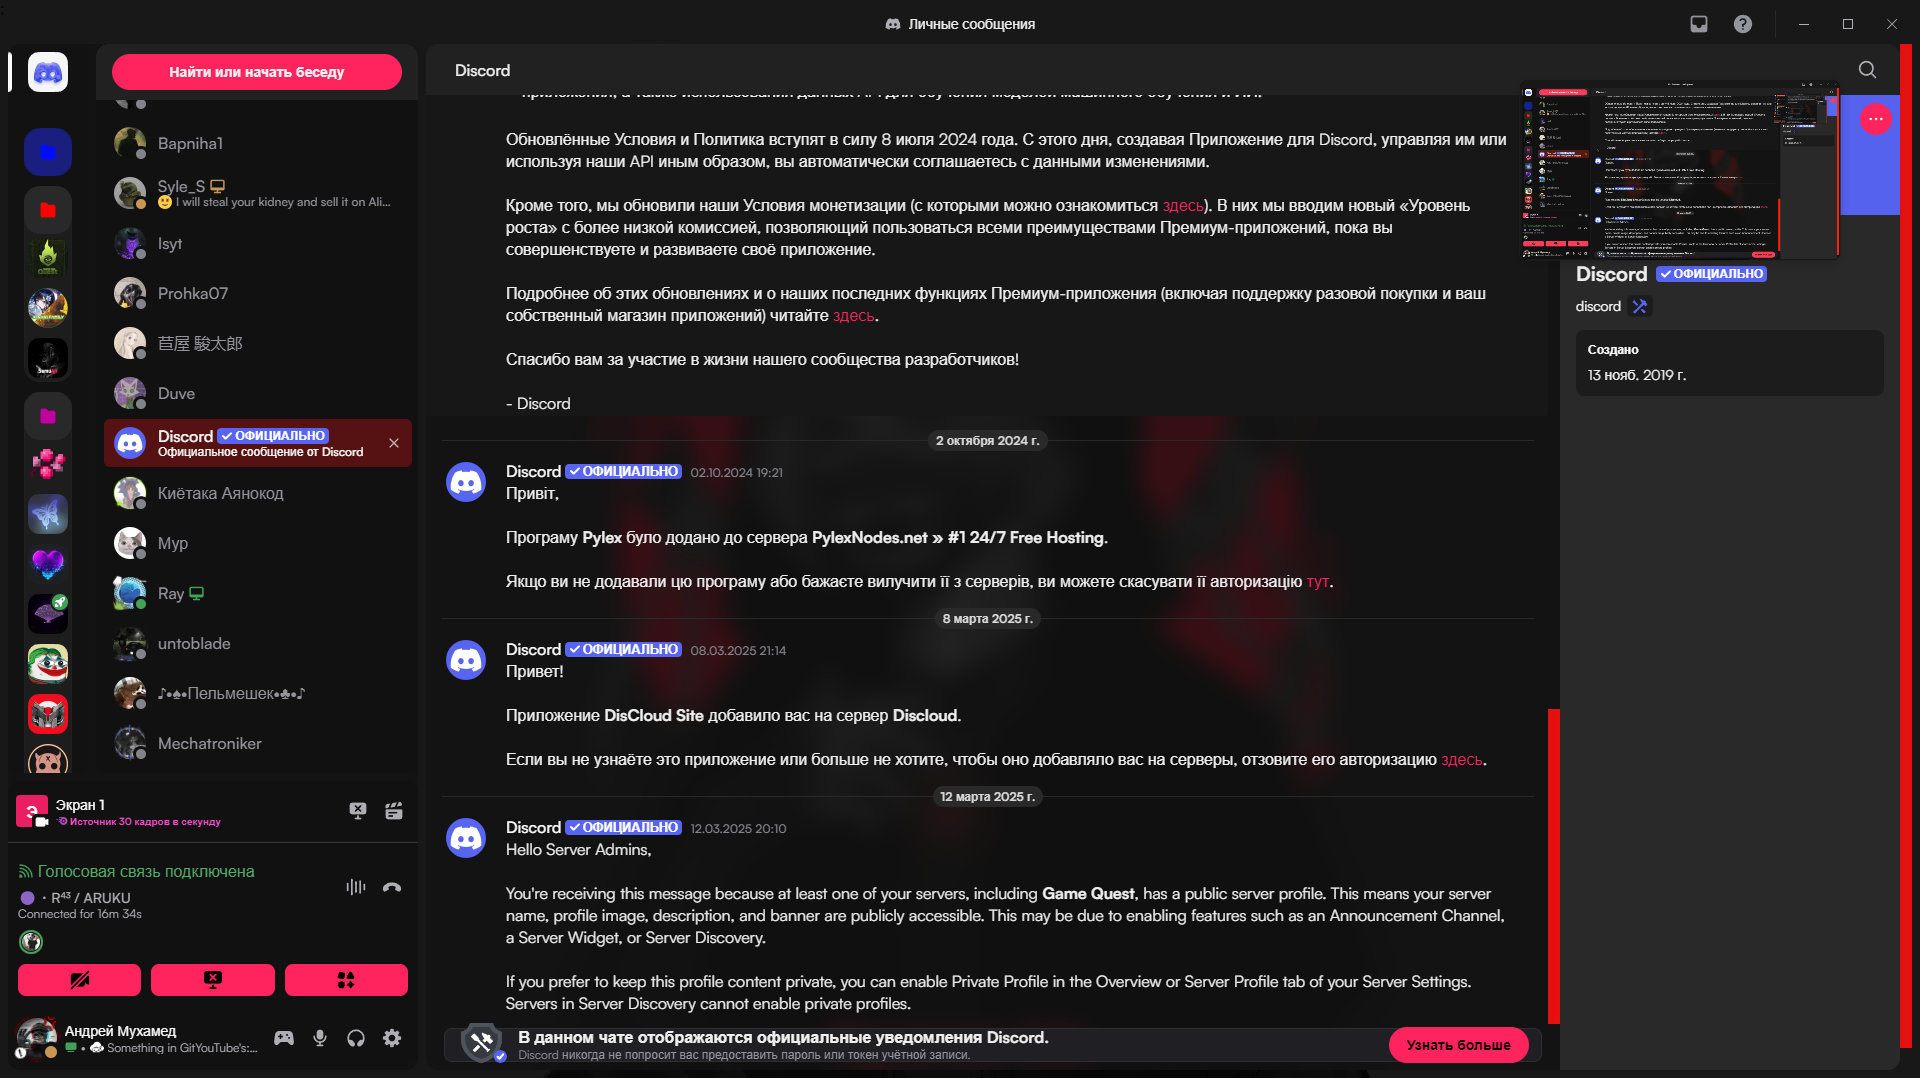 Личные сообщения
Найти или начать беседу
Bapniha1
Syle_S
I will steal your kidney and sell it on Ali...
Isyt
Prohka07
苣屋 駿太郎
Duve
Discord ОФИЦИАЛЬНО
Официальное сообщение от Discord
Киётака Аянокод
Мур
Ray
untoblade
♪•♠•Пельмешек•♣•♪
Mechatroniker
Э
Экран 1
Источник 30 кадров в секунду
Голосовая связь подключена
• R⁴³ / ARUKU
Connected for 16m 34s
Андрей Мухамед
• Something in GitYouTube's:...
Discord
Обновлённые Условия и Политика вступят в силу 8 июля 2024 года. С этого дня, создавая Приложение для Discord, управляя им или
используя наши API иным образом, вы автоматически соглашаетесь с данными изменениями.
Кроме того, мы обновили наши Условия монетизации (с которыми можно ознакомиться здесь). В них мы вводим новый «Уровень
роста» с более низкой комиссией, позволяющий пользоваться всеми преимуществами Премиум-приложений, пока вы
совершенствуете и развиваете своё приложение.
Подробнее об этих обновлениях и о наших последних функциях Премиум-приложения (включая поддержку разовой покупки и ваш
собственный магазин приложений) читайте здесь.
Спасибо вам за участие в жизни нашего сообщества разработчиков!
- Discord
2 октября 2024 г.
Discord ОФИЦИАЛЬНО 02.10.2024 19:21
Привіт,
Програму Pylex було додано до сервера PylexNodes.net » #1 24/7 Free Hosting.
Якщо ви не додавали цю програму або бажаєте вилучити її з серверів, ви можете скасувати її авторизацію тут.
8 марта 2025 г.
Discord ОФИЦИАЛЬНО 08.03.2025 21:14
Привет!
Приложение DisCloud Site добавило вас на сервер Discloud.
Если вы не узнаёте это приложение или больше не хотите, чтобы оно добавляло вас на серверы, отзовите его авторизацию здесь.
12 марта 2025 г.
Discord ОФИЦИАЛЬНО 12.03.2025 20:10
Hello Server Admins,
You're receiving this message because at least one of your servers, including Game Quest, has a public server profile. This means your server
name, profile image, description, and banner are publicly accessible. This may be due to enabling features such as an Announcement Channel,
a Server Widget, or Server Discovery.
If you prefer to keep this profile content private, you can enable Private Profile in the Overview or Server Profile tab of your Server Settings.
Servers in Server Discovery cannot enable private profiles.
В данном чате отображаются официальные уведомления Discord.
Discord никогда не попросит вас предоставить пароль или токен учётной записи.
Узнать больше
Discord ОФИЦИАЛЬНО
discord
Создано
13 нояб. 2019 г.